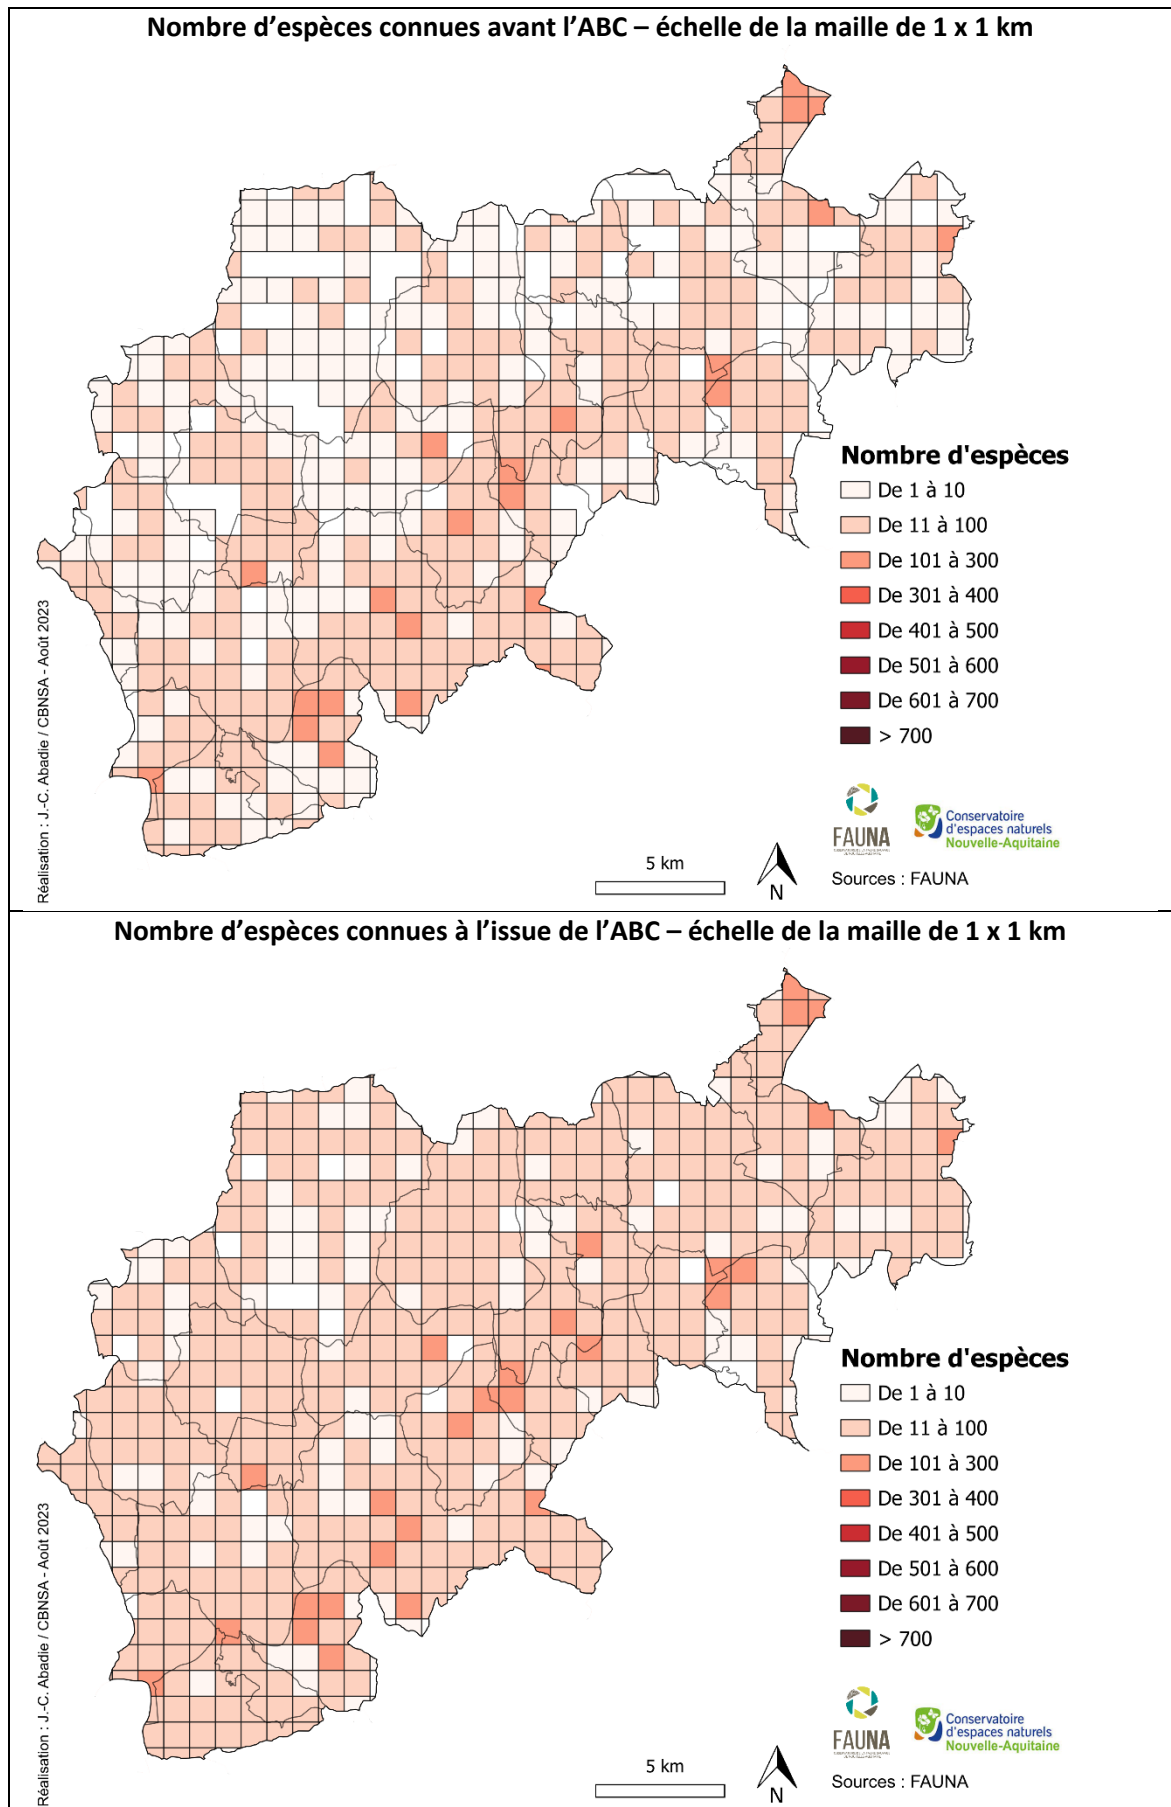 Nombre d’espèces connues avant l’ABC – échelle de la maille de 1 x 1 km
Nombre d'espèces
De 1 à 10
De 11 à 100
De 101 à 300
De 301 à 400
De 401 à 500
De 501 à 600
De 601 à 700
> 700
Réalisation : J.-C. Abadie / CBNSA - Août 2023
5 km
N
FAUNA
Conservatoire
d'espaces naturels
Nouvelle-Aquitaine
Sources : FAUNA
Nombre d’espèces connues à l’issue de l’ABC – échelle de la maille de 1 x 1 km
Nombre d'espèces
De 1 à 10
De 11 à 100
De 101 à 300
De 301 à 400
De 401 à 500
De 501 à 600
De 601 à 700
> 700
Réalisation : J.-C. Abadie / CBNSA - Août 2023
5 km
N
FAUNA
Conservatoire
d'espaces naturels
Nouvelle-Aquitaine
Sources : FAUNA